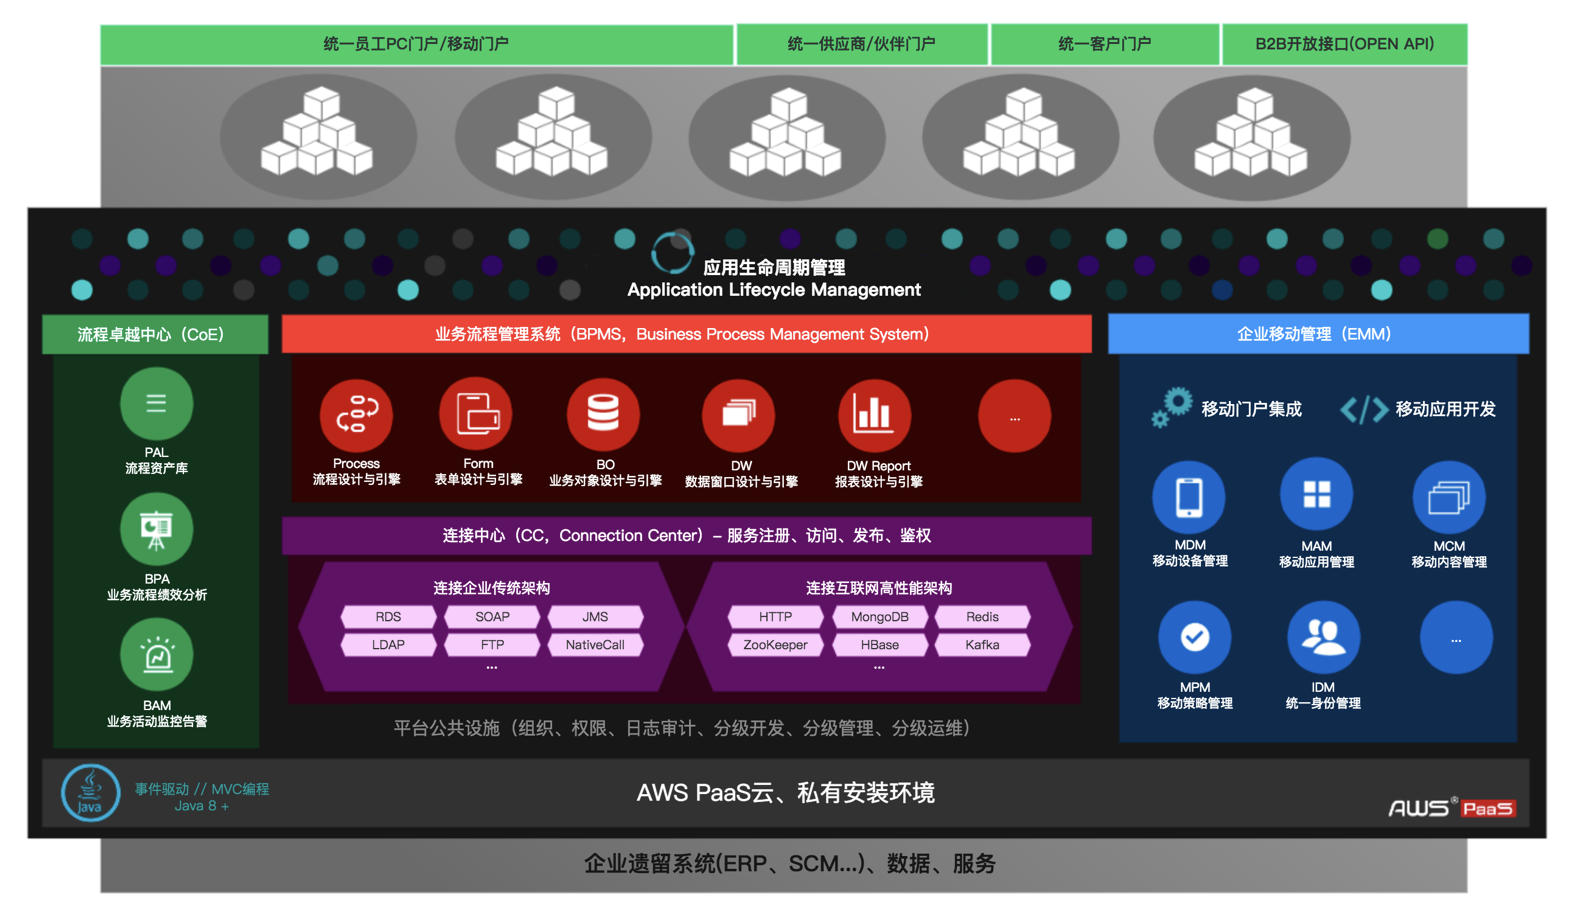 统一员工PC门户/移动门户
统一供应商/伙伴门户
统一客户门户
B2B开放接口(OPEN API)
应用生命周期管理
Application Lifecycle Management
流程卓越中心（CoE）
PAL
流程资产库
BPA
业务流程绩效分析
BAM
业务活动监控告警
业务流程管理系统（BPMS，Business Process Management System）
Process
流程设计与引擎
Form
表单设计与引擎
BO
业务对象设计与引擎
DW
数据窗口设计与引擎
DW Report
报表设计与引擎
...
连接中心（CC，Connection Center）– 服务注册、访问、发布、鉴权
连接企业传统架构
RDS
SOAP
JMS
LDAP
FTP
NativeCall
...
连接互联网高性能架构
HTTP
MongoDB
Redis
ZooKeeper
HBase
Kafka
...
平台公共设施（组织、权限、日志审计、分级开发、分级管理、分级运维）
企业移动管理（EMM）
移动门户集成
移动应用开发
MDM
移动设备管理
MAM
移动应用管理
MCM
移动内容管理
MPM
移动策略管理
IDM
统一身份管理
...
Java
事件驱动 // MVC编程
Java 8 +
AWS PaaS云、私有安装环境
AWS® PaaS
企业遗留系统(ERP、SCM...)、数据、服务